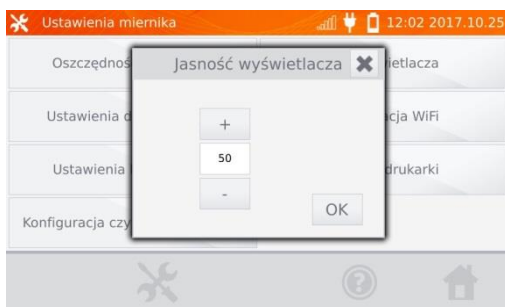 Ustawienia miernika
12:02 2017.10.25
Jasność wyświetlacza
Oszczędnoś
ietlacza
Ustawienia d
+
acja WiFi
50
Ustawienia
drukarki
-
OK
Konfiguracja czy